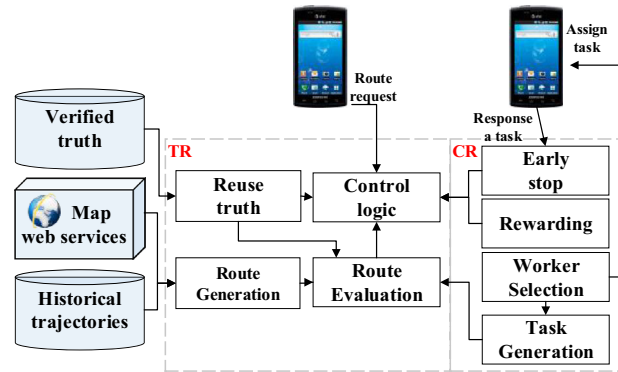 Route
request
Assign
task
Response
a task
Verified
truth
Map
web services
Historical
trajectories
TR
Reuse
truth
Control
logic
Route
Generation
Route
Evaluation
CR
Early
stop
Rewarding
Worker
Selection
Task
Generation